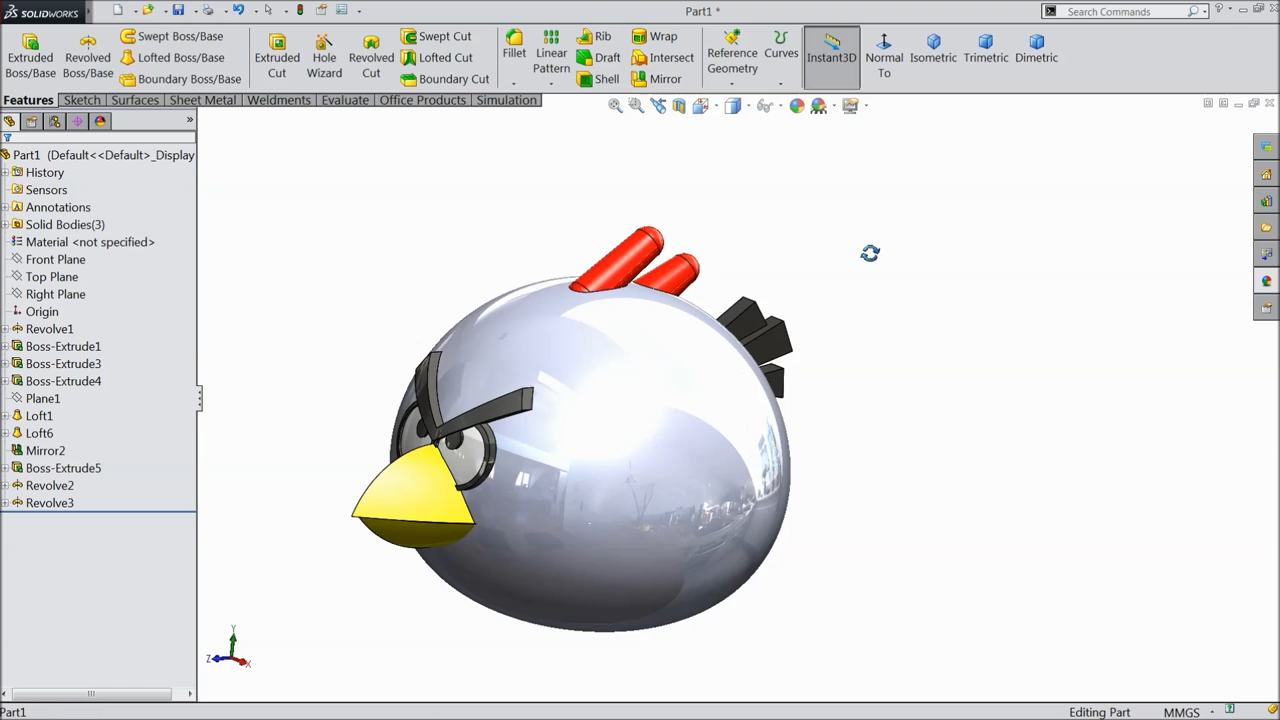 SOLIDWORKS
Part1 *
Search Commands
Extruded Boss/Base
Revolved Boss/Base
Swept Boss/Base
Lofted Boss/Base
Boundary Boss/Base
Extruded Cut
Hole Wizard
Revolved Cut
Swept Cut
Lofted Cut
Boundary Cut
Fillet
Linear Pattern
Rib
Draft
Shell
Wrap
Intersect
Mirror
Reference Geometry
Curves
Instant3D
Normal To
Isometric
Trimetric
Dimetric
Features
Sketch
Surfaces
Sheet Metal
Weldments
Evaluate
Office Products
Simulation
Part1 (Default<<Default>_Display
History
Sensors
Annotations
Solid Bodies(3)
Material <not specified>
Front Plane
Top Plane
Right Plane
Origin
Revolve1
Boss-Extrude1
Boss-Extrude3
Boss-Extrude4
Plane1
Loft1
Loft6
Mirror2
Boss-Extrude5
Revolve2
Revolve3
Y
Z
X
Part1
Editing Part
MMGS